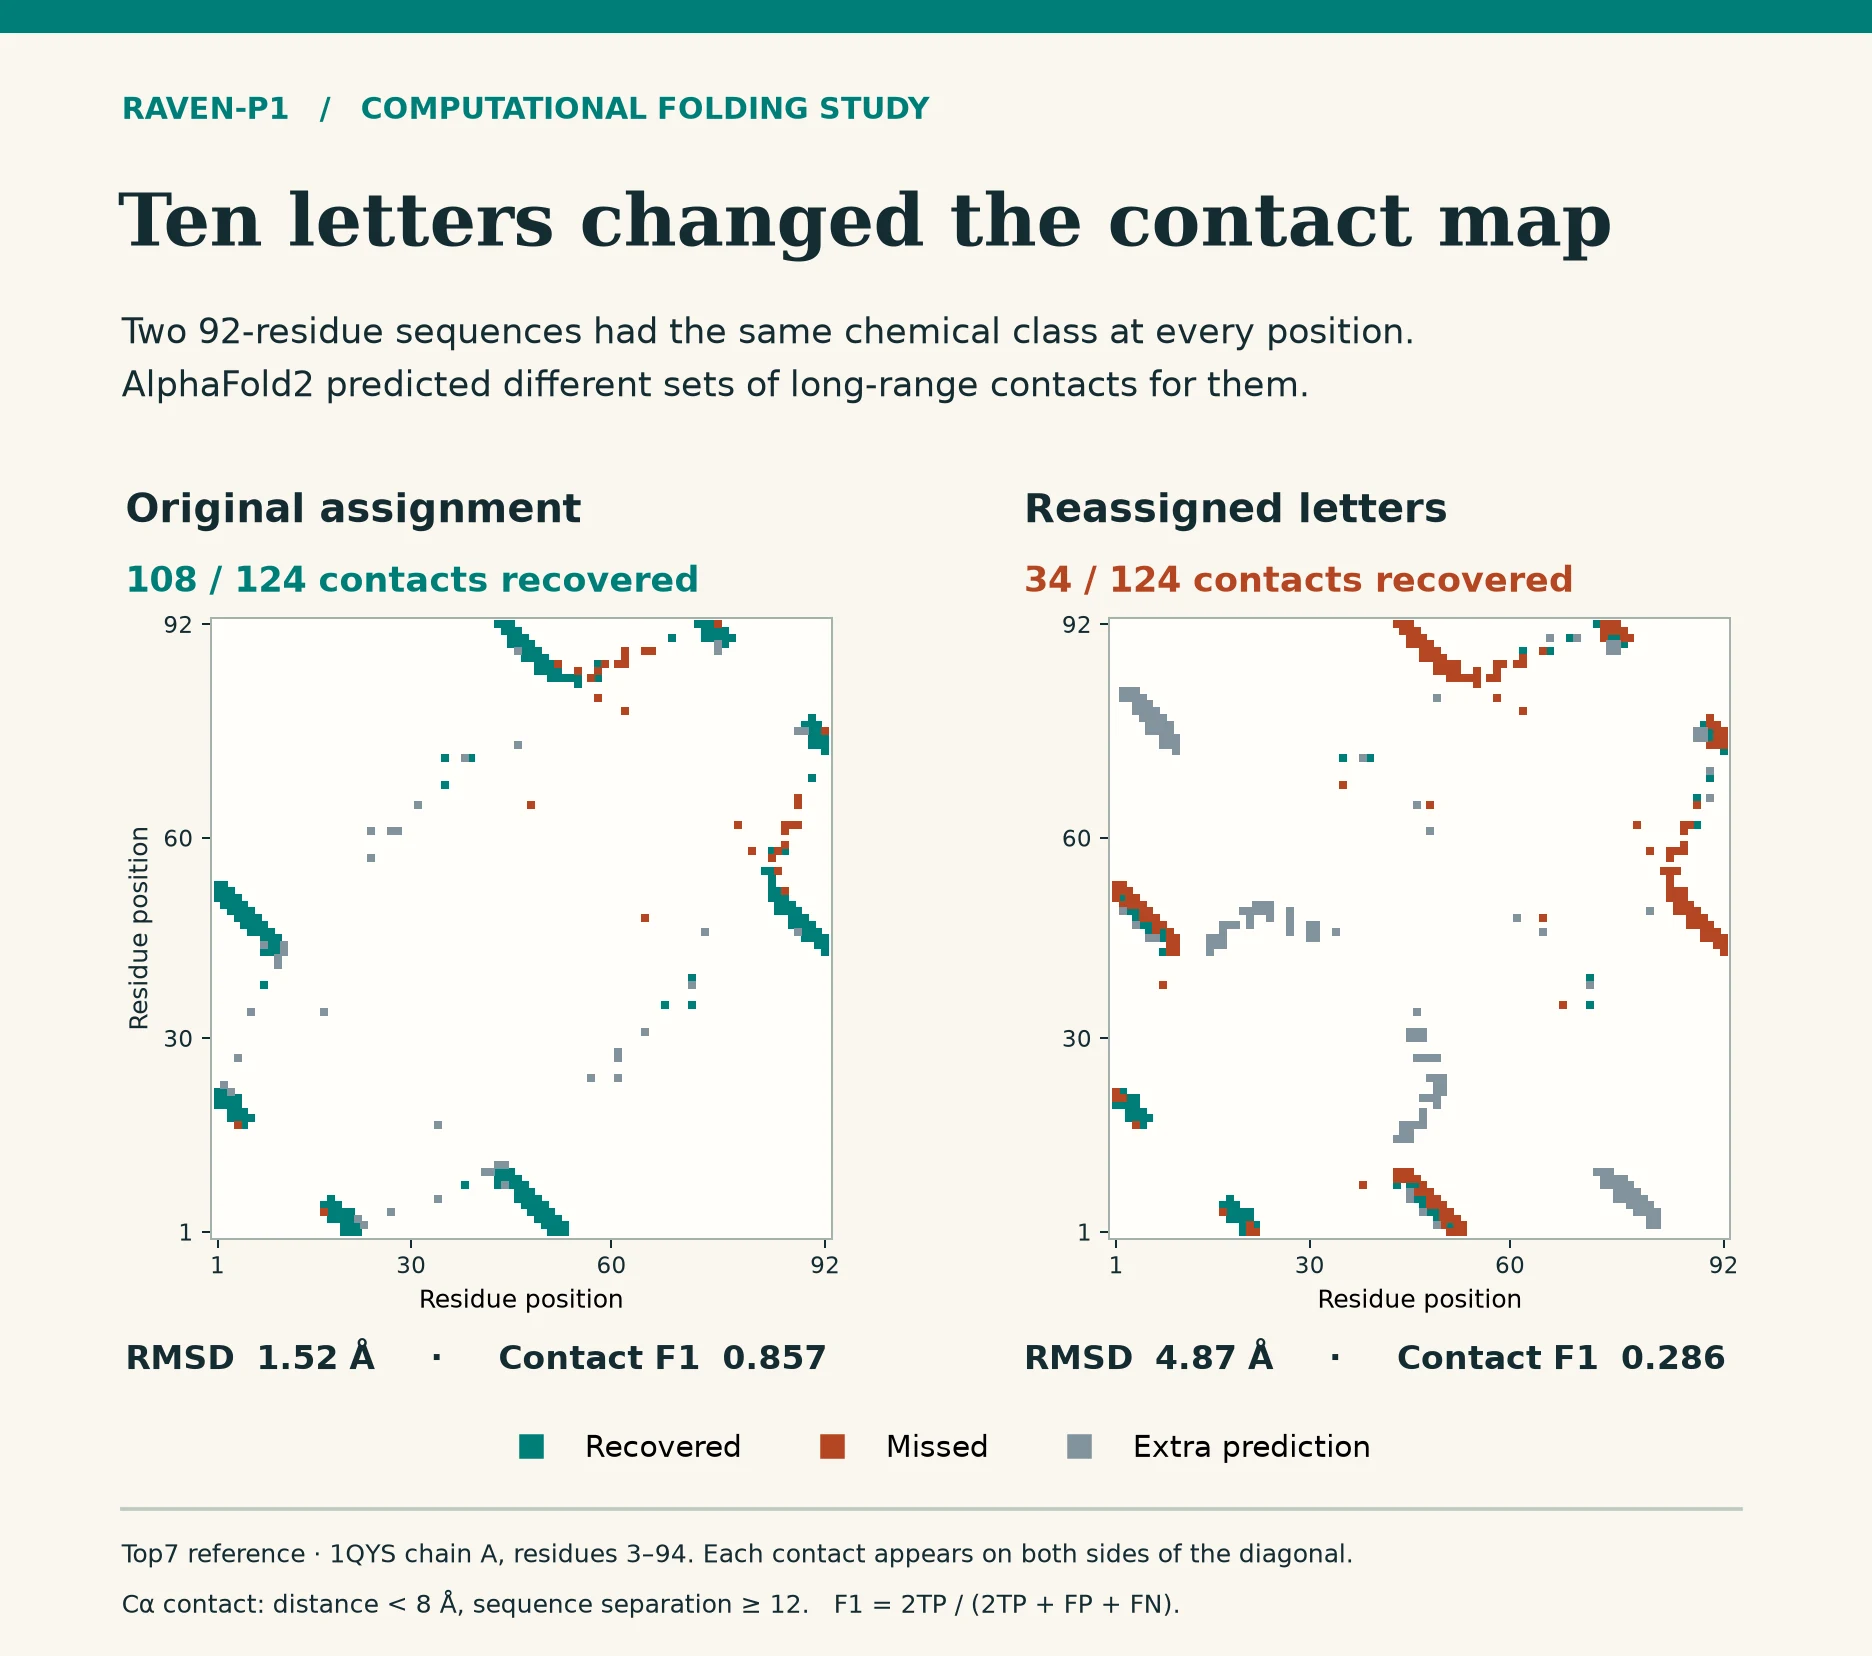 RAVEN-P1 / COMPUTATIONAL FOLDING STUDY
Ten letters changed the contact map
Two 92-residue sequences had the same chemical class at every position.
AlphaFold2 predicted different sets of long-range contacts for them.
Original assignment
108 / 124 contacts recovered
92
60
30
1
Residue position
1 30 60 92
Residue position
RMSD 1.52 Å · Contact F1 0.857
Reassigned letters
34 / 124 contacts recovered
92
60
30
1
1 30 60 92
Residue position
RMSD 4.87 Å · Contact F1 0.286
Recovered Missed Extra prediction
Top7 reference · 1QYS chain A, residues 3–94. Each contact appears on both sides of the diagonal.
Cα contact: distance < 8 Å, sequence separation ≥ 12. F1 = 2TP / (2TP + FP + FN).